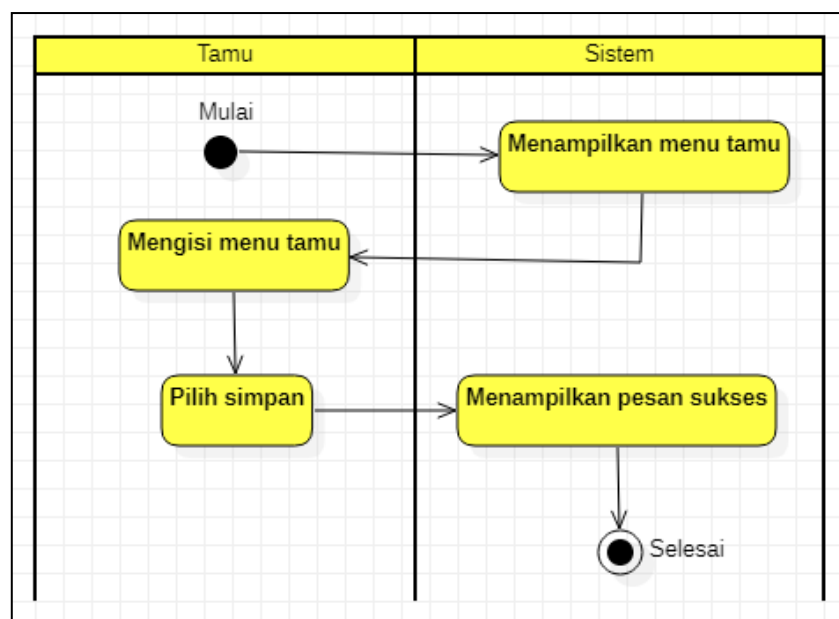 Tamu
Sistem
Mulai
Menampilkan menu tamu
Mengisi menu tamu
Pilih simpan
Menampilkan pesan sukses
Selesai